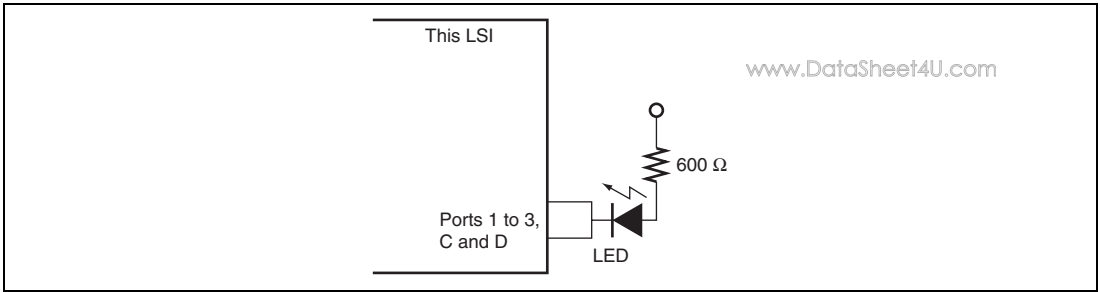 This LSI
www.DataSheet4U.com
600 Ω
Ports 1 to 3,
C and D
LED